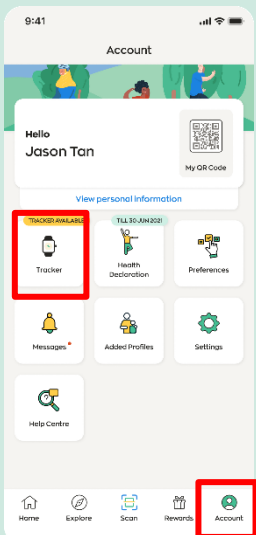 9:41
Account
Hello
Jason Tan
My QR Code
View personal information
TRACKER AVAILABLE
TILL 30 JUN 2021
Tracker
Health
Declaration
Preferences
Messages
Added Profiles
Settings
Help Centre
Home
Explore
Scan
Rewards
Account